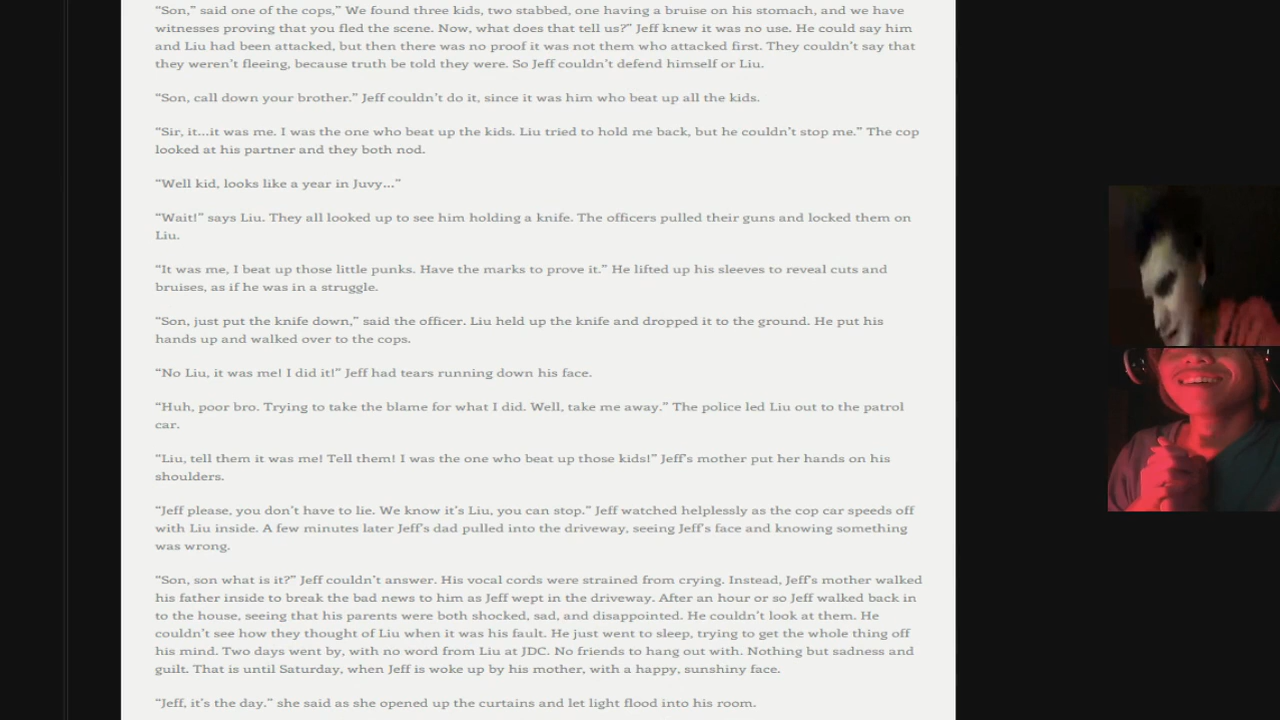 “Son,” said one of the cops,” We found three kids, two stabbed, one having a bruise on his stomach, and we have
witnesses proving that you fled the scene. Now, what does that tell us?” Jeff knew it was no use. He could say him
and Liu had been attacked, but then there was no proof it was not them who attacked first. They couldn’t say that
they weren’t fleeing, because truth be told they were. So Jeff couldn’t defend himself or Liu.
“Son, call down your brother.” Jeff couldn’t do it, since it was him who beat up all the kids.
“Sir, it...it was me. I was the one who beat up the kids. Liu tried to hold me back, but he couldn’t stop me.” The cop
looked at his partner and they both nod.
“Well kid, looks like a year in Juvy...”
“Wait!” says Liu. They all looked up to see him holding a knife. The officers pulled their guns and locked them on
Liu.
“It was me, I beat up those little punks. Have the marks to prove it.” He lifted up his sleeves to reveal cuts and
bruises, as if he was in a struggle.
“Son, just put the knife down,” said the officer. Liu held up the knife and dropped it to the ground. He put his
hands up and walked over to the cops.
“No Liu, it was me! I did it!” Jeff had tears running down his face.
“Huh, poor bro. Trying to take the blame for what I did. Well, take me away.” The police led Liu out to the patrol
car.
“Liu, tell them it was me! Tell them! I was the one who beat up those kids!” Jeff’s mother put her hands on his
shoulders.
“Jeff please, you don’t have to lie. We know it’s Liu, you can stop.” Jeff watched helplessly as the cop car speeds off
with Liu inside. A few minutes later Jeff’s dad pulled into the driveway, seeing Jeff’s face and knowing something
was wrong.
“Son, son what is it?” Jeff couldn’t answer. His vocal cords were strained from crying. Instead, Jeff’s mother walked
his father inside to break the bad news to him as Jeff wept in the driveway. After an hour or so Jeff walked back in
to the house, seeing that his parents were both shocked, sad, and disappointed. He couldn’t look at them. He
couldn’t see how they thought of Liu when it was his fault. He just went to sleep, trying to get the whole thing off
his mind. Two days went by, with no word from Liu at JDC. No friends to hang out with. Nothing but sadness and
guilt. That is until Saturday, when Jeff is woke up by his mother, with a happy, sunshiny face.
“Jeff, it’s the day.” she said as she opened up the curtains and let light flood into his room.